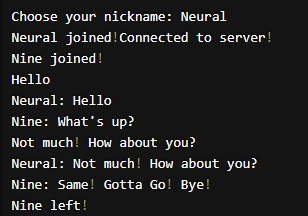 Choose your nickname: Neural
Neural joined!Connected to server!
Nine joined!
Hello
Neural: Hello
Nine: What's up?
Not much! How about you?
Neural: Not much! How about you?
Nine: Same! Gotta Go! Bye!
Nine left!